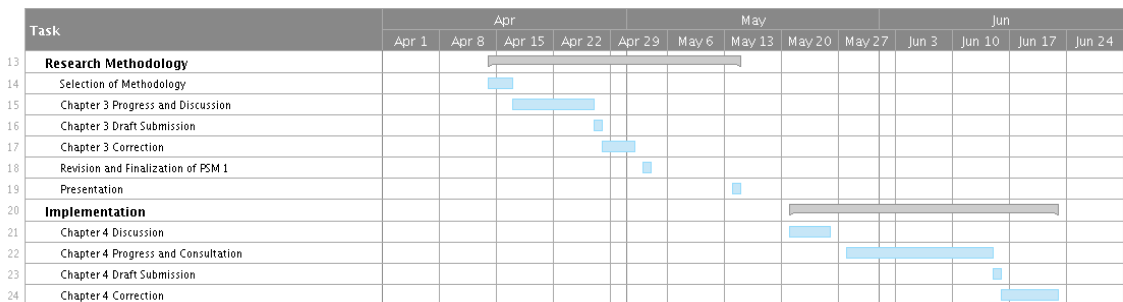 Task
Apr May Jun
Apr 1 Apr 8 Apr 15 Apr 22 Apr 29 May 6 May 13 May 20 May 27 Jun 3 Jun 10 Jun 17 Jun 24
13 Research Methodology
14 Selection of Methodology
15 Chapter 3 Progress and Discussion
16 Chapter 3 Draft Submission
17 Chapter 3 Correction
18 Revision and Finalization of PSM 1
19 Presentation
20 Implementation
21 Chapter 4 Discussion
22 Chapter 4 Progress and Consultation
23 Chapter 4 Draft Submission
24 Chapter 4 Correction